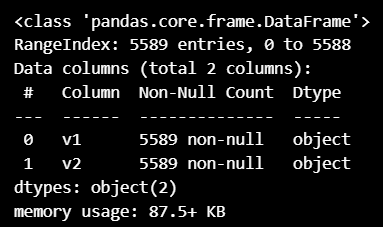 <class 'pandas.core.frame.DataFrame'>
RangeIndex: 5589 entries, 0 to 5588
Data columns (total 2 columns):
 #   Column  Non-Null Count  Dtype
---  ------  --------------  -----
 0   v1      5589 non-null   object
 1   v2      5589 non-null   object
dtypes: object(2)
memory usage: 87.5+ KB